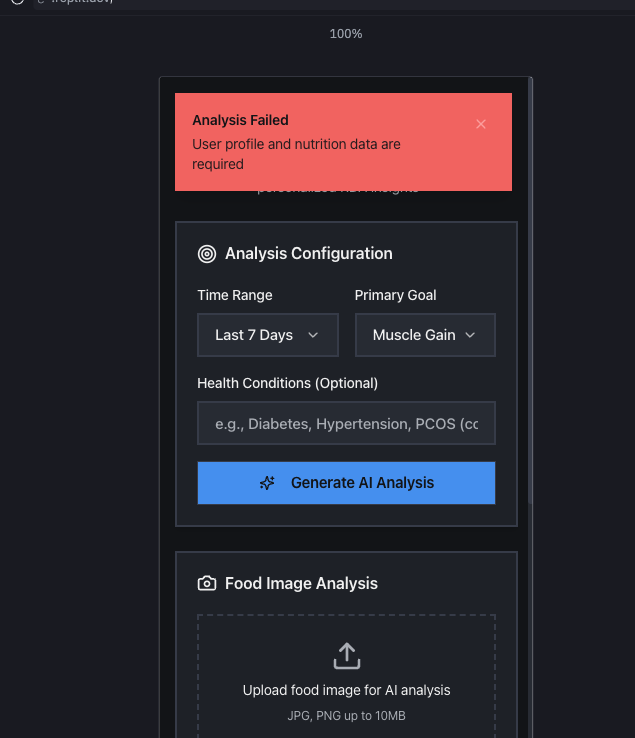 100%
Analysis Failed
User profile and nutrition data are
required
Analysis Configuration
Time Range
Primary Goal
Last 7 Days
Muscle Gain
Health Conditions (Optional)
e.g., Diabetes, Hypertension, PCOS (cc
Generate AI Analysis
Food Image Analysis
Upload food image for AI analysis
JPG, PNG up to 10MB